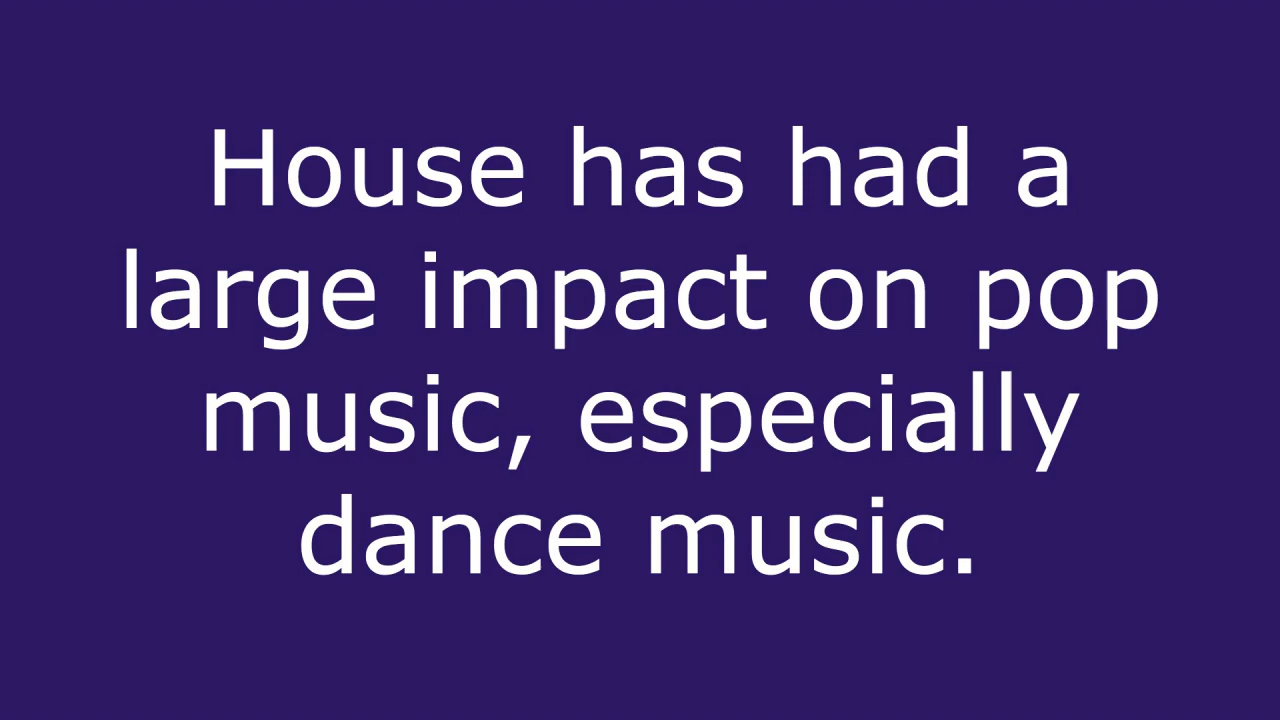 House has had a
large impact on pop
music, especially
dance music.